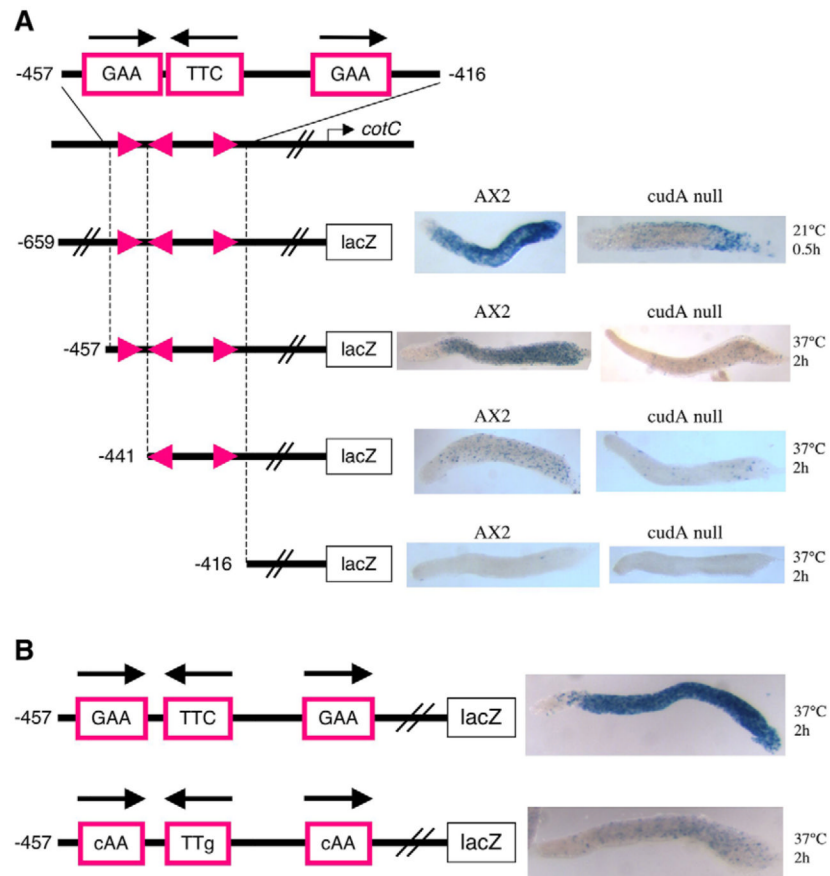 A
-457 GAA TTC GAA -416
cotC
AX2 cudA null
-659 lacZ 21°C
0.5h
AX2 cudA null
-457 lacZ 37°C
2h
AX2 cudA null
-441 lacZ 37°C
2h
AX2 cudA null
-416 lacZ 37°C
2h
B
-457 GAA TTC GAA lacZ 37°C
2h
-457 cAA TTg cAA lacZ 37°C
2h